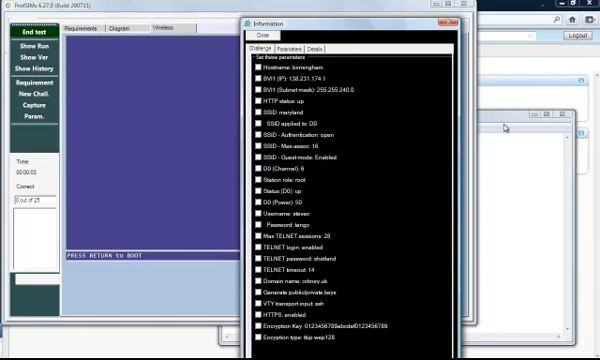 ProfSIMs 6.27.0 (Build 290711)
End test
Show Run
Show Ver
Show History
Requirement
New Chall.
Capture
Param.
Time:
00:00:00
Correct
0 out of 25
Requirements
Diagram
Wireless
PRESS RETURN to BOOT
Information
Close
Challenge
Parameters
Details
Set these parameters
Hostname: birmingham
BVI1 (IP): 138.231.174.1
BVI1 (Subnet mask): 255.255.240.0
HTTP status: up
SSID: maryland
SSID applied to: D0
SSID - Authentication: open
SSID - Max-assoc: 16
SSID - Guest-mode: Enabled
D0 (Channel): 6
Station role: root
Status (D0): up
D0 (Power): 50
Username: steven
Password: tango
Max TELNET sessions: 28
TELNET login: enabled
TELNET password: shetland
TELNET timeout: 14
Domain name: orkney.uk
Generate public/private keys
VTY transport input: ssh
HTTPS: enabled
Encryption Key: 0123456789abcdef0123456789
Encryption type: tkip wep128
Logout